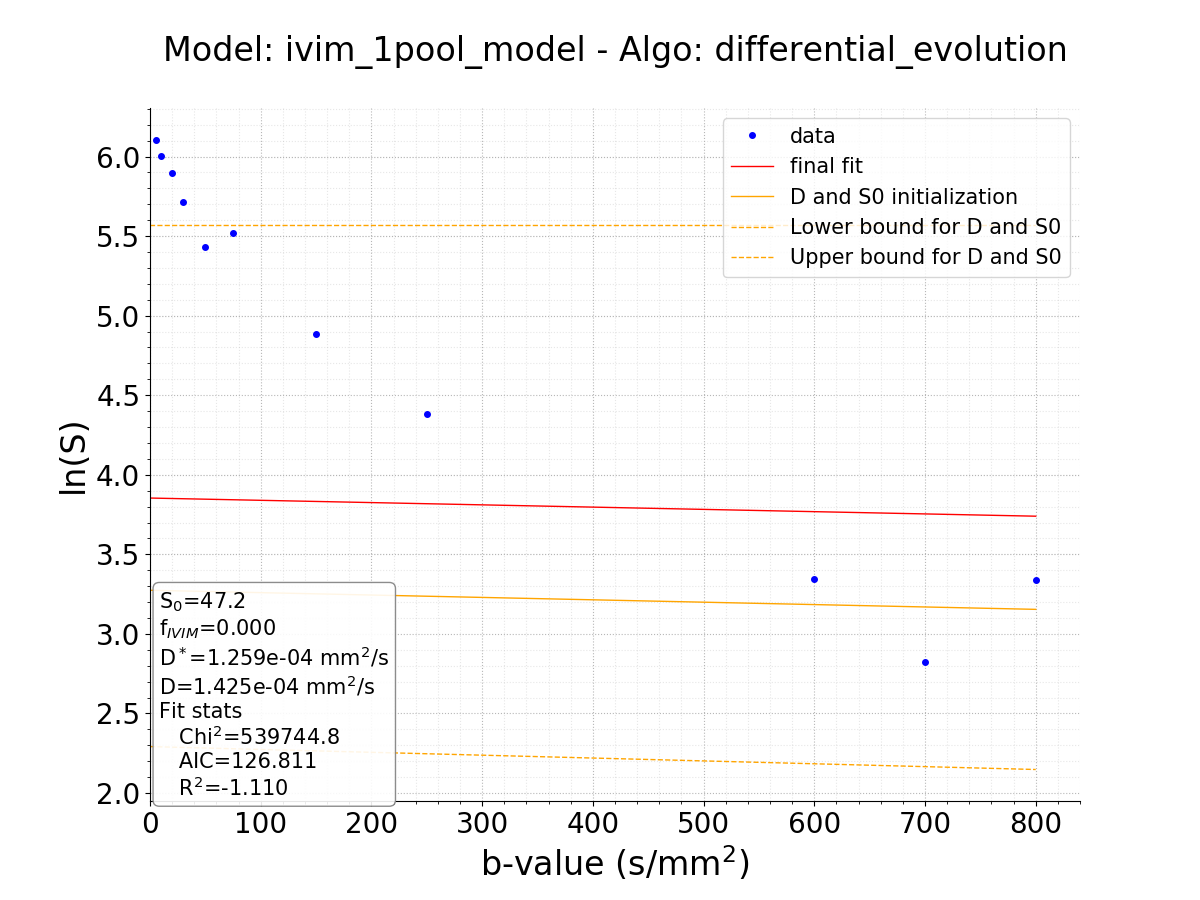 Model: ivim_1pool_model - Algo: differential_evolution
ln(S)
6.0
5.5
5.0
4.5
4.0
3.5
3.0
2.5
2.0
data
final fit
D and S0 initialization
Lower bound for D and S0
Upper bound for D and S0
S₀=47.2
f_IVIM=0.000
D*=1.259e-04 mm²/s
D=1.425e-04 mm²/s
Fit stats
Chi²=539744.8
AIC=126.811
R²=-1.110
0 100 200 300 400 500 600 700 800
b-value (s/mm²)